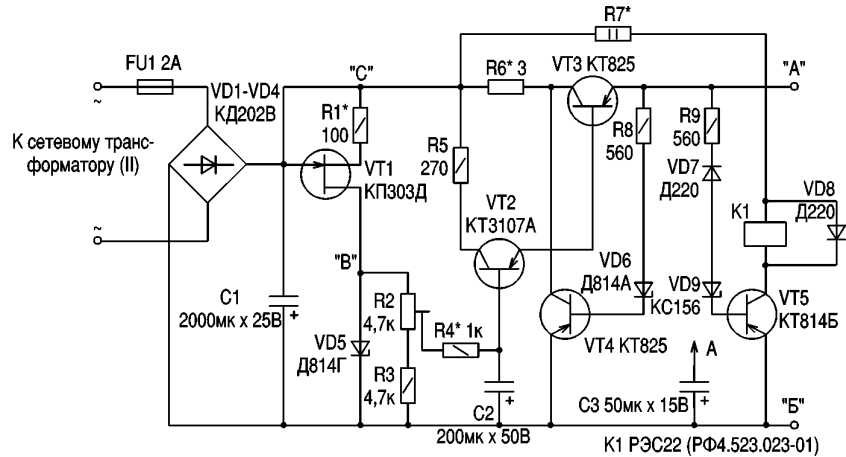 FU1 2A
~
~
К сетевому транс-
форматору (II)
VD1-VD4
КД202В
C1
2000мк x 25В
+
"С"
R1*
100
VT1
КП303Д
"В"
VD5
Д814Г
R2
4,7к
R3
4,7к
R4* 1к
C2
200мк x 50В
+
R5
270
VT2
КТ3107А
R6* 3
R7*
VT3 КТ825
R8
560
VD6
Д814А
VT4 КТ825
R9
560
VD7
Д220
VD9
КС156
А
C3 50мк x 15В
+
K1
VD8
Д220
VT5
КТ814Б
"А"
"Б"
К1 РЭС22 (РФ4.523.023-01)